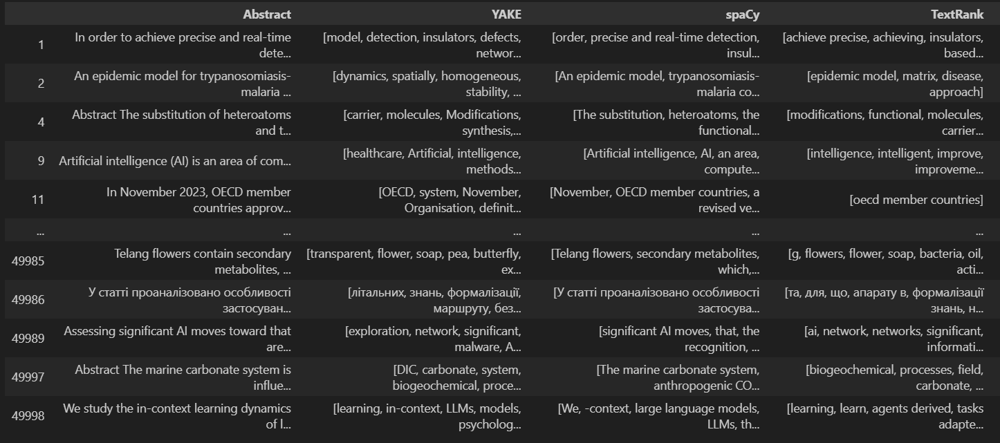 Abstract YAKE spaCy TextRank
1 In order to achieve precise and real-time dete... [model, detection, insulators, defects, networ... [order, precise and real-time detection, insul... [achieve precise, achieving, insulators, based...
2 An epidemic model for trypanosomiasis-malaria ... [dynamics, spatially, homogeneous, stability, ... [An epidemic model, trypanosomiasis-malaria co... [epidemic model, matrix, disease, approach]
4 Abstract The substitution of heteroatoms and t... [carrier, molecules, Modifications, synthesis,... [The substitution, heteroatoms, the functional... [modifications, functional, molecules, carrier...
9 Artificial intelligence (AI) is an area of com... [healthcare, Artificial, intelligence, methods... [Artificial intelligence, AI, an area, compute... [intelligence, intelligent, improve, improveme...
11 In November 2023, OECD member countries approv... [OECD, system, November, Organisation, definit... [November, OECD member countries, a revised ve... [oecd member countries]
... ... ... ... ...
49985 Telang flowers contain secondary metabolites, ... [transparent, flower, soap, pea, butterfly, ex... [Telang flowers, secondary metabolites, which,... [g, flowers, flower, soap, bacteria, oil, acti...
49986 У статті проаналізовано особливості застосуван... [літальних, знань, формалізації, маршруту, без... [У статті проаналізовано особливості застосува... [та, для, що, апарату в, формалізації знань, н...
49989 Assessing significant AI moves toward that are... [exploration, network, significant, malware, A... [significant AI moves, that, the recognition, ... [ai, network, networks, significant, informati...
49997 Abstract The marine carbonate system is influe... [DIC, carbonate, system, biogeochemical, proce... [The marine carbonate system, anthropogenic CO... [biogeochemical, processes, field, carbonate, ...
49998 We study the in-context learning dynamics of l... [learning, in-context, LLMs, models, psycholog... [We, -context, large language models, LLMs, th... [learning, learn, agents derived, tasks adapte...